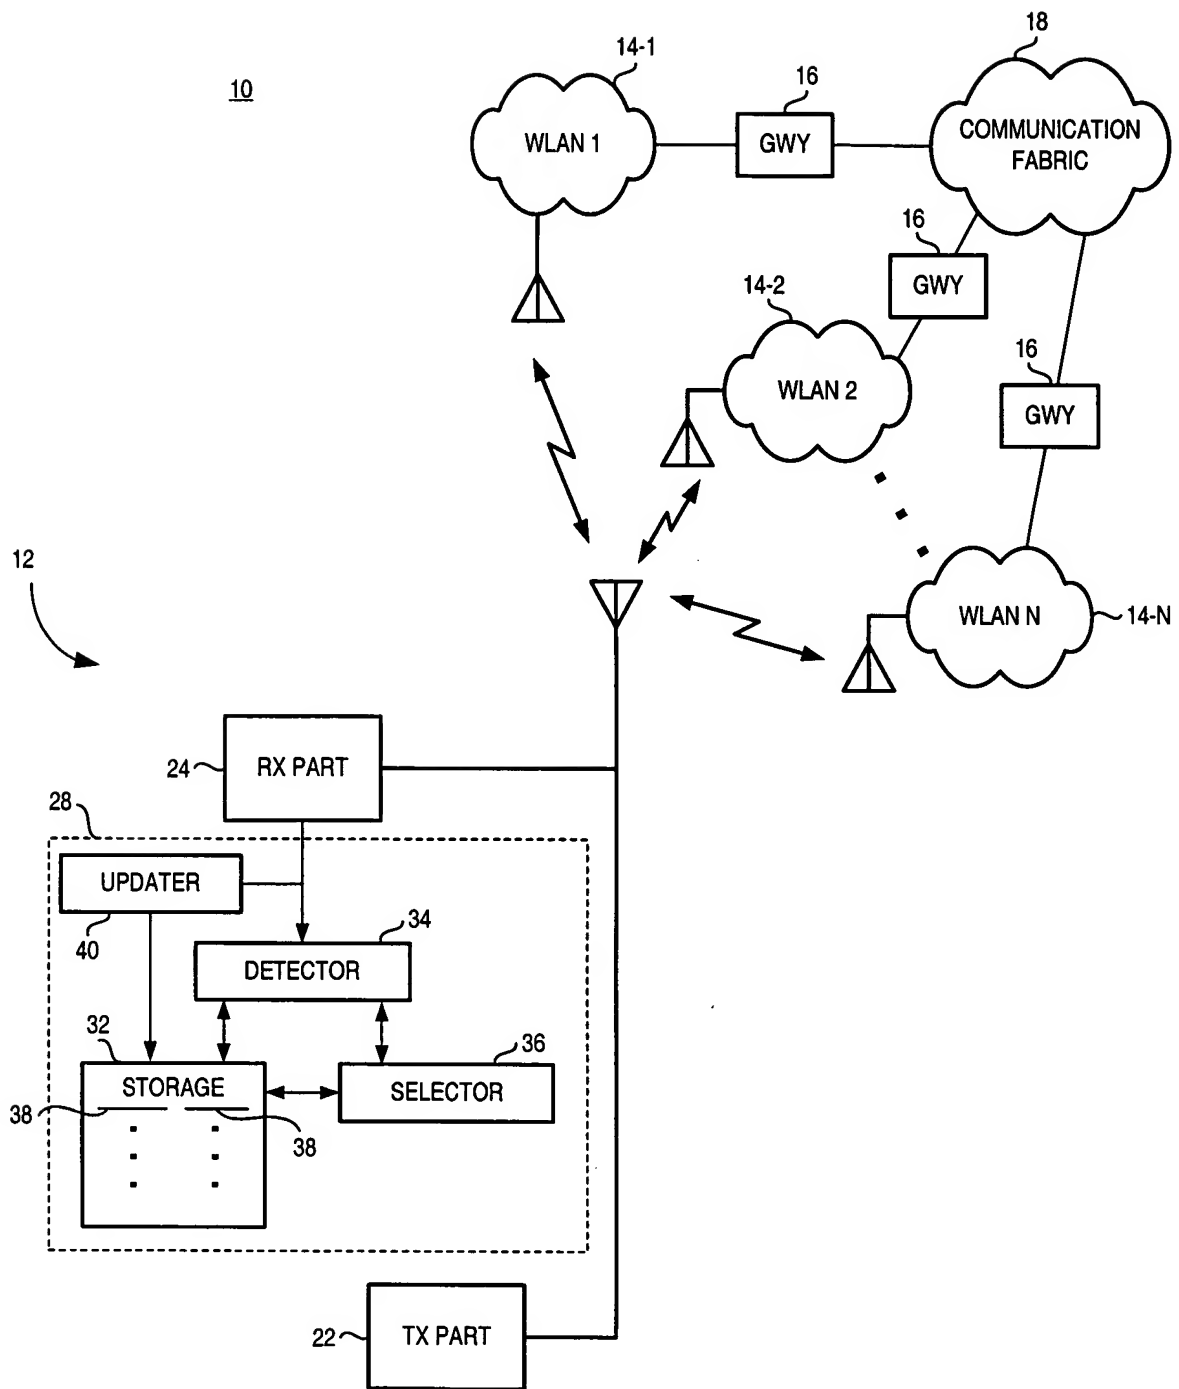 18
14-1
10
16
WLAN 1
GWY
COMMUNICATION
FABRIC
16
GWY
14-2
16
WLAN 2
GWY
12
WLAN N
14-N
24
RX PART
28
UPDATER
40
34
DETECTOR
32
36
STORAGE
SELECTOR
38
38
22
TX PART